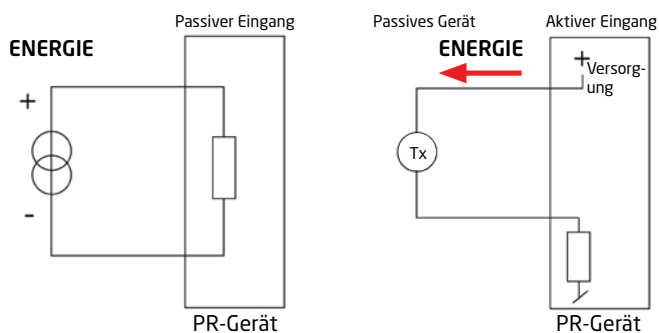 Passiver Eingang
ENERGIE
+
-
PR-Gerät
Passives Gerät
Aktiver Eingang
ENERGIE
+
Versorg-
ung
Tx
PR-Gerät